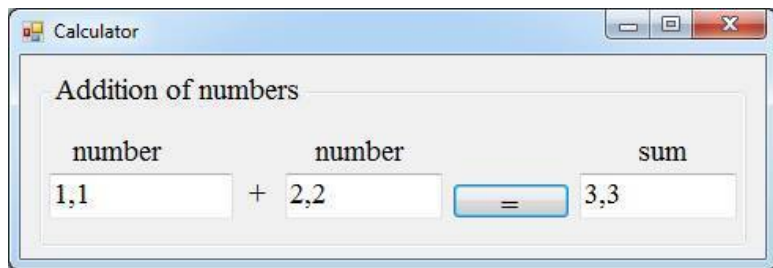 Calculator
Addition of numbers
number number sum
1,1 + 2,2 = 3,3